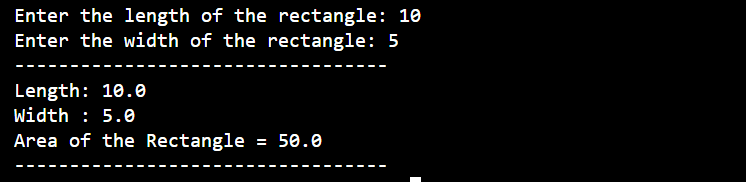 Enter the length of the rectangle: 10
Enter the width of the rectangle: 5
----------------------------------
Length: 10.0
Width : 5.0
Area of the Rectangle = 50.0
----------------------------------